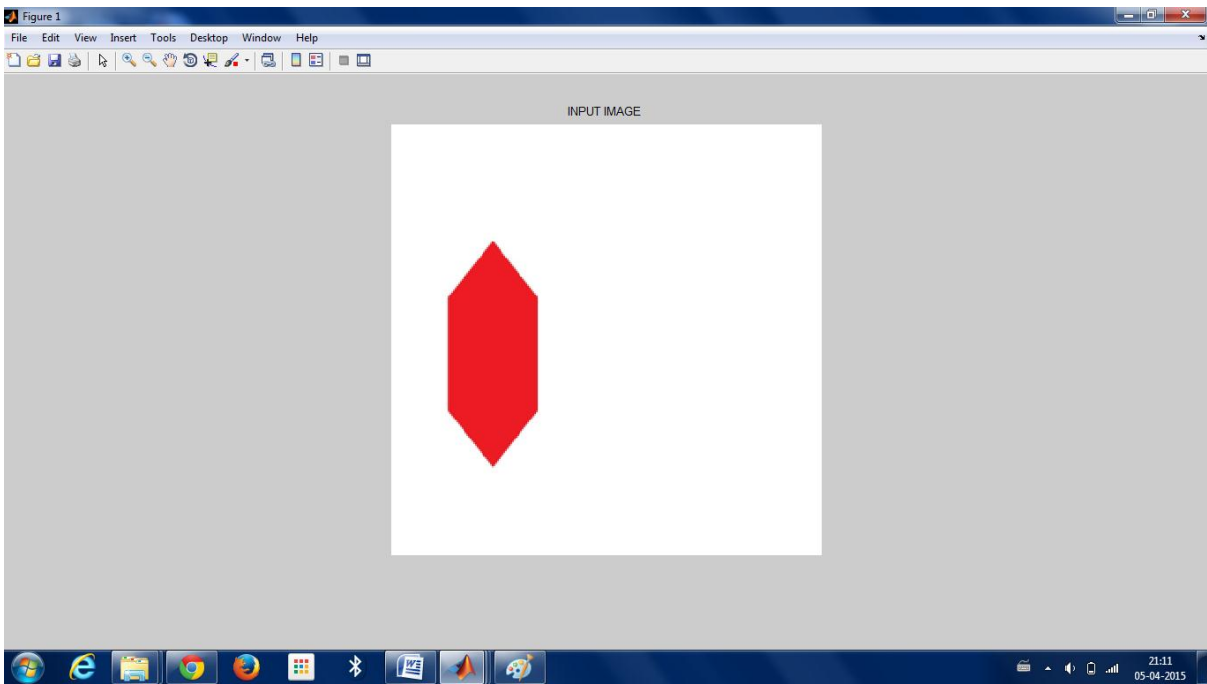 Figure 1
File Edit View Insert Tools Desktop Window Help
INPUT IMAGE
21:11
05-04-2015